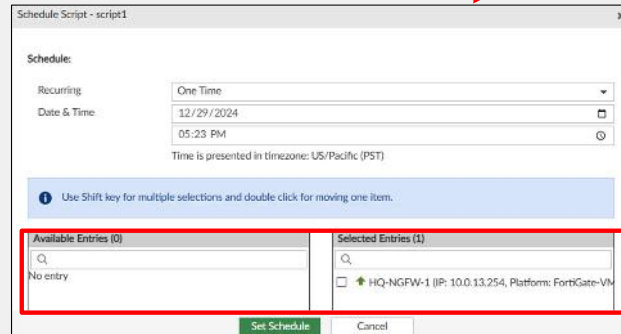 Schedule Script - script1
Schedule:
Recurring
One Time
Date & Time
12/29/2024
05:23 PM
Time is presented in timezone: US/Pacific (PST)
Use Shift key for multiple selections and double click for moving one item.
Available Entries (0)
Selected Entries (1)
No entry
HQ-NGFW-1 (IP: 10.0.13.254, Platform: FortiGate-VM
Set Schedule
Cancel